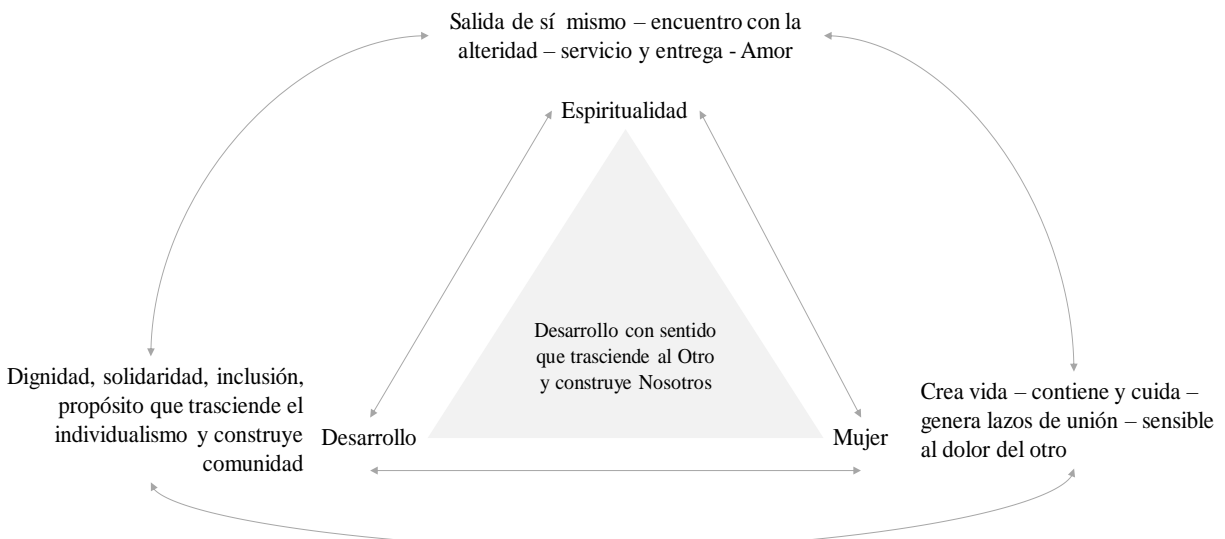 Salida de sí mismo – encuentro con la
alteridad – servicio y entrega - Amor
Espiritualidad
Desarrollo con sentido
que trasciende al Otro
y construye Nosotros
Dignidad, solidaridad, inclusión,
propósito que trasciende el
individualismo y construye
comunidad
Desarrollo
Mujer
Crea vida – contiene y cuida –
genera lazos de unión – sensible
al dolor del otro